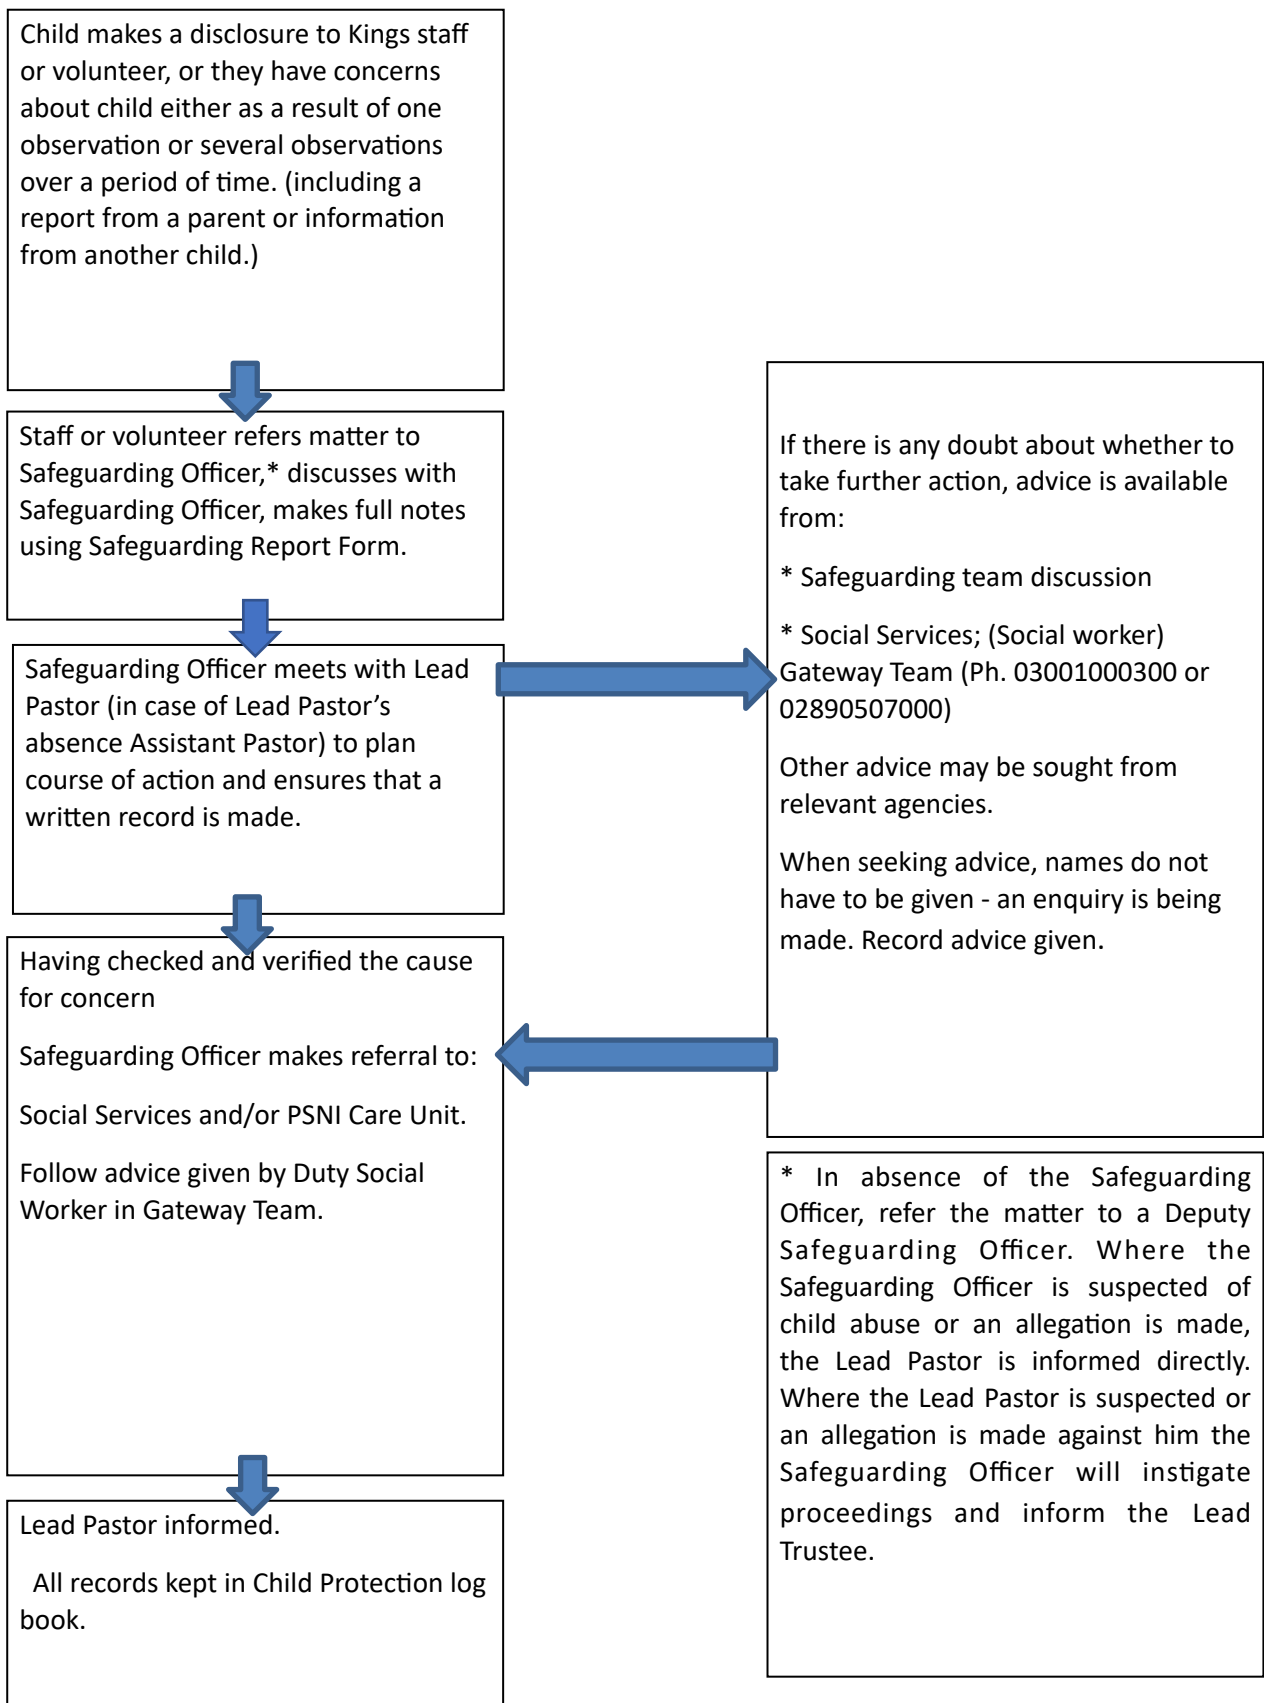 Child makes a disclosure to Kings staff
or volunteer, or they have concerns
about child either as a result of one
observation or several observations
over a period of time. (including a
report from a parent or information
from another child.)
Staff or volunteer refers matter to
Safeguarding Officer,* discusses with
Safeguarding Officer, makes full notes
using Safeguarding Report Form.
Safeguarding Officer meets with Lead
Pastor (in case of Lead Pastor’s
absence Assistant Pastor) to plan
course of action and ensures that a
written record is made.
If there is any doubt about whether to
take further action, advice is available
from:
* Safeguarding team discussion
* Social Services; (Social worker)
Gateway Team (Ph. 03001000300 or
02890507000)
Other advice may be sought from
relevant agencies.
When seeking advice, names do not
have to be given - an enquiry is being
made. Record advice given.
Having checked and verified the cause
for concern
Safeguarding Officer makes referral to:
Social Services and/or PSNI Care Unit.
Follow advice given by Duty Social
Worker in Gateway Team.
* In absence of the Safeguarding
Officer, refer the matter to a Deputy
Safeguarding Officer. Where the
Safeguarding Officer is suspected of
child abuse or an allegation is made,
the Lead Pastor is informed directly.
Where the Lead Pastor is suspected or
an allegation is made against him the
Safeguarding Officer will instigate
proceedings and inform the Lead
Trustee.
Lead Pastor informed.
All records kept in Child Protection log
book.